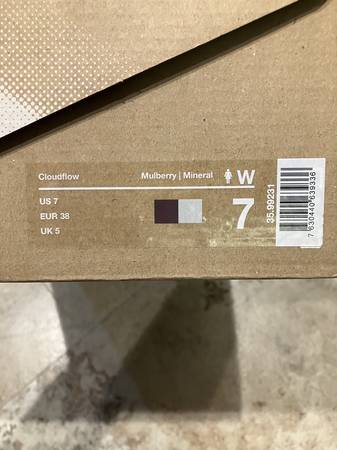 Cloudflow Mulberry | Mineral W
US 7
EUR 38
UK 5
7
35.99231
7 630440 639336